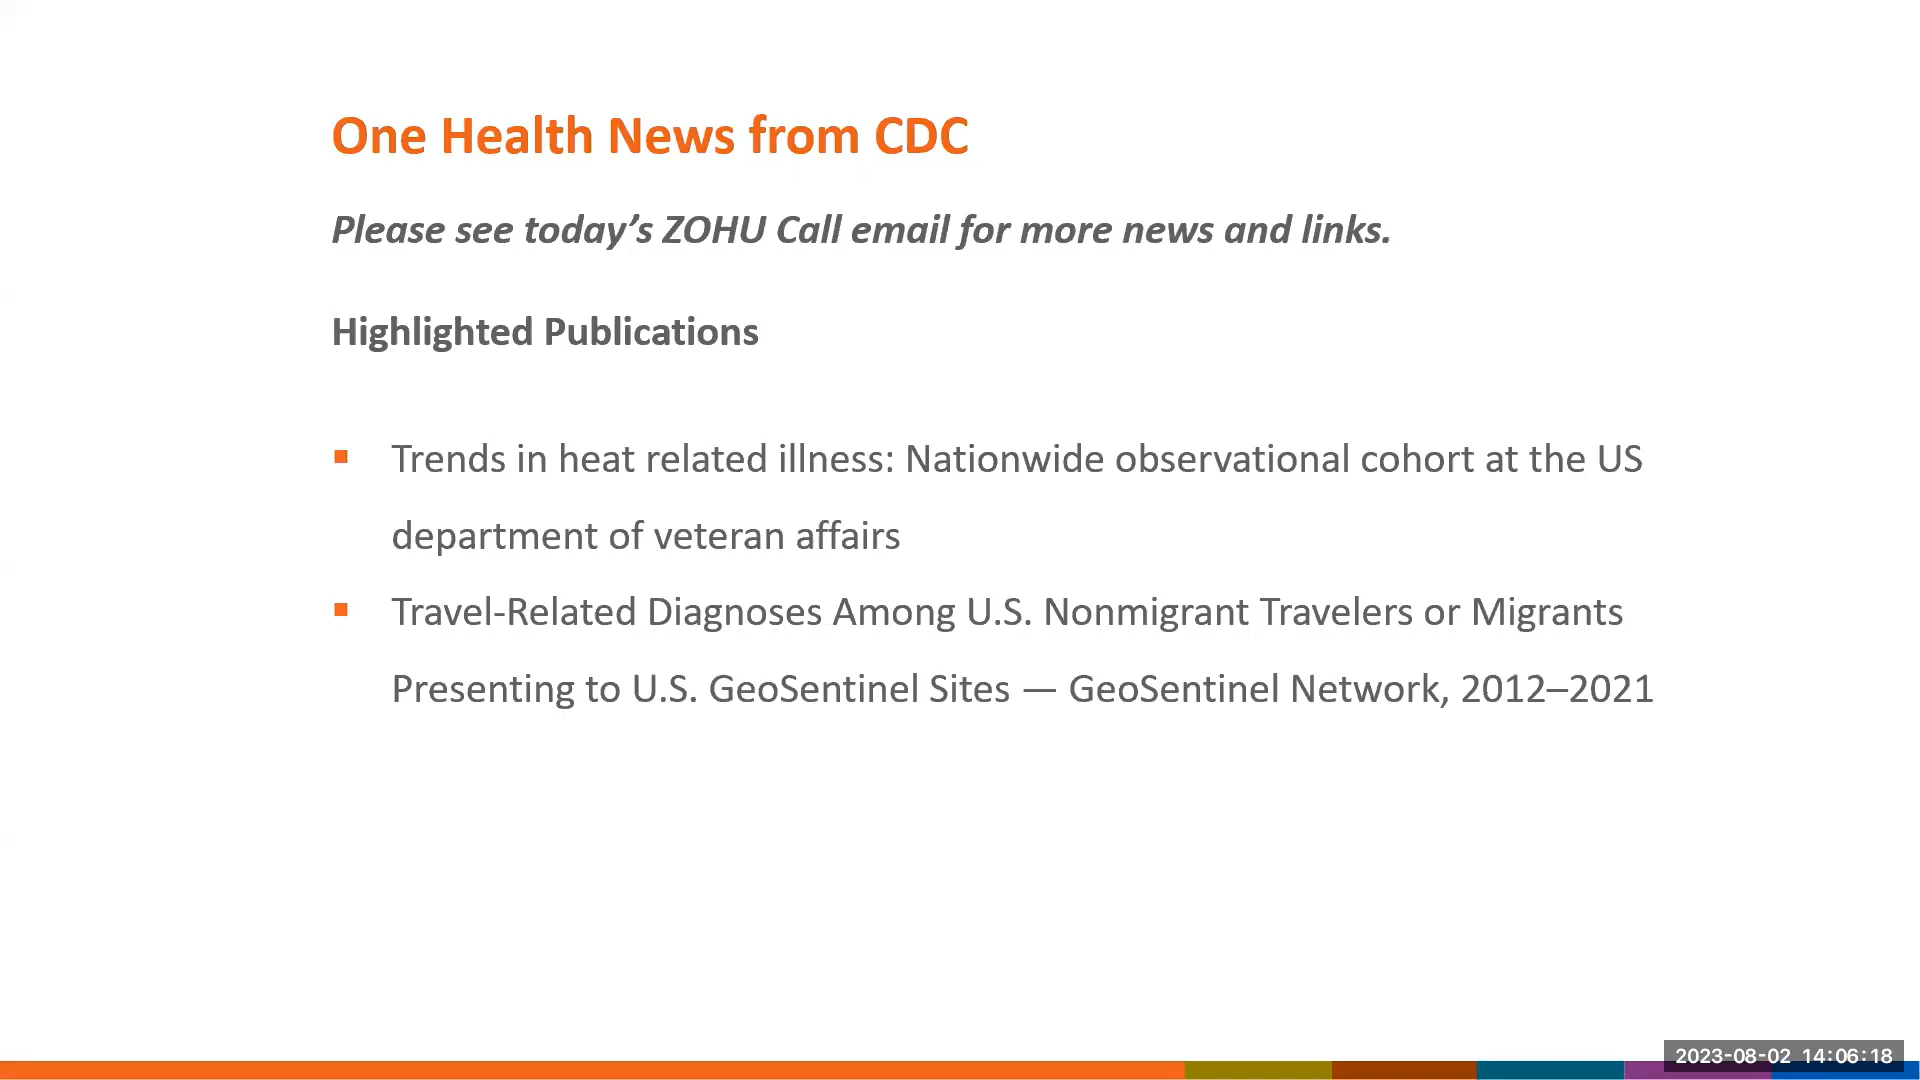 One Health News from CDC
Please see today’s ZOHU Call email for more news and links.
Highlighted Publications
▪ Trends in heat related illness: Nationwide observational cohort at the US
department of veteran affairs
▪ Travel-Related Diagnoses Among U.S. Nonmigrant Travelers or Migrants
Presenting to U.S. GeoSentinel Sites — GeoSentinel Network, 2012–2021
2023-08-02 14:06:18